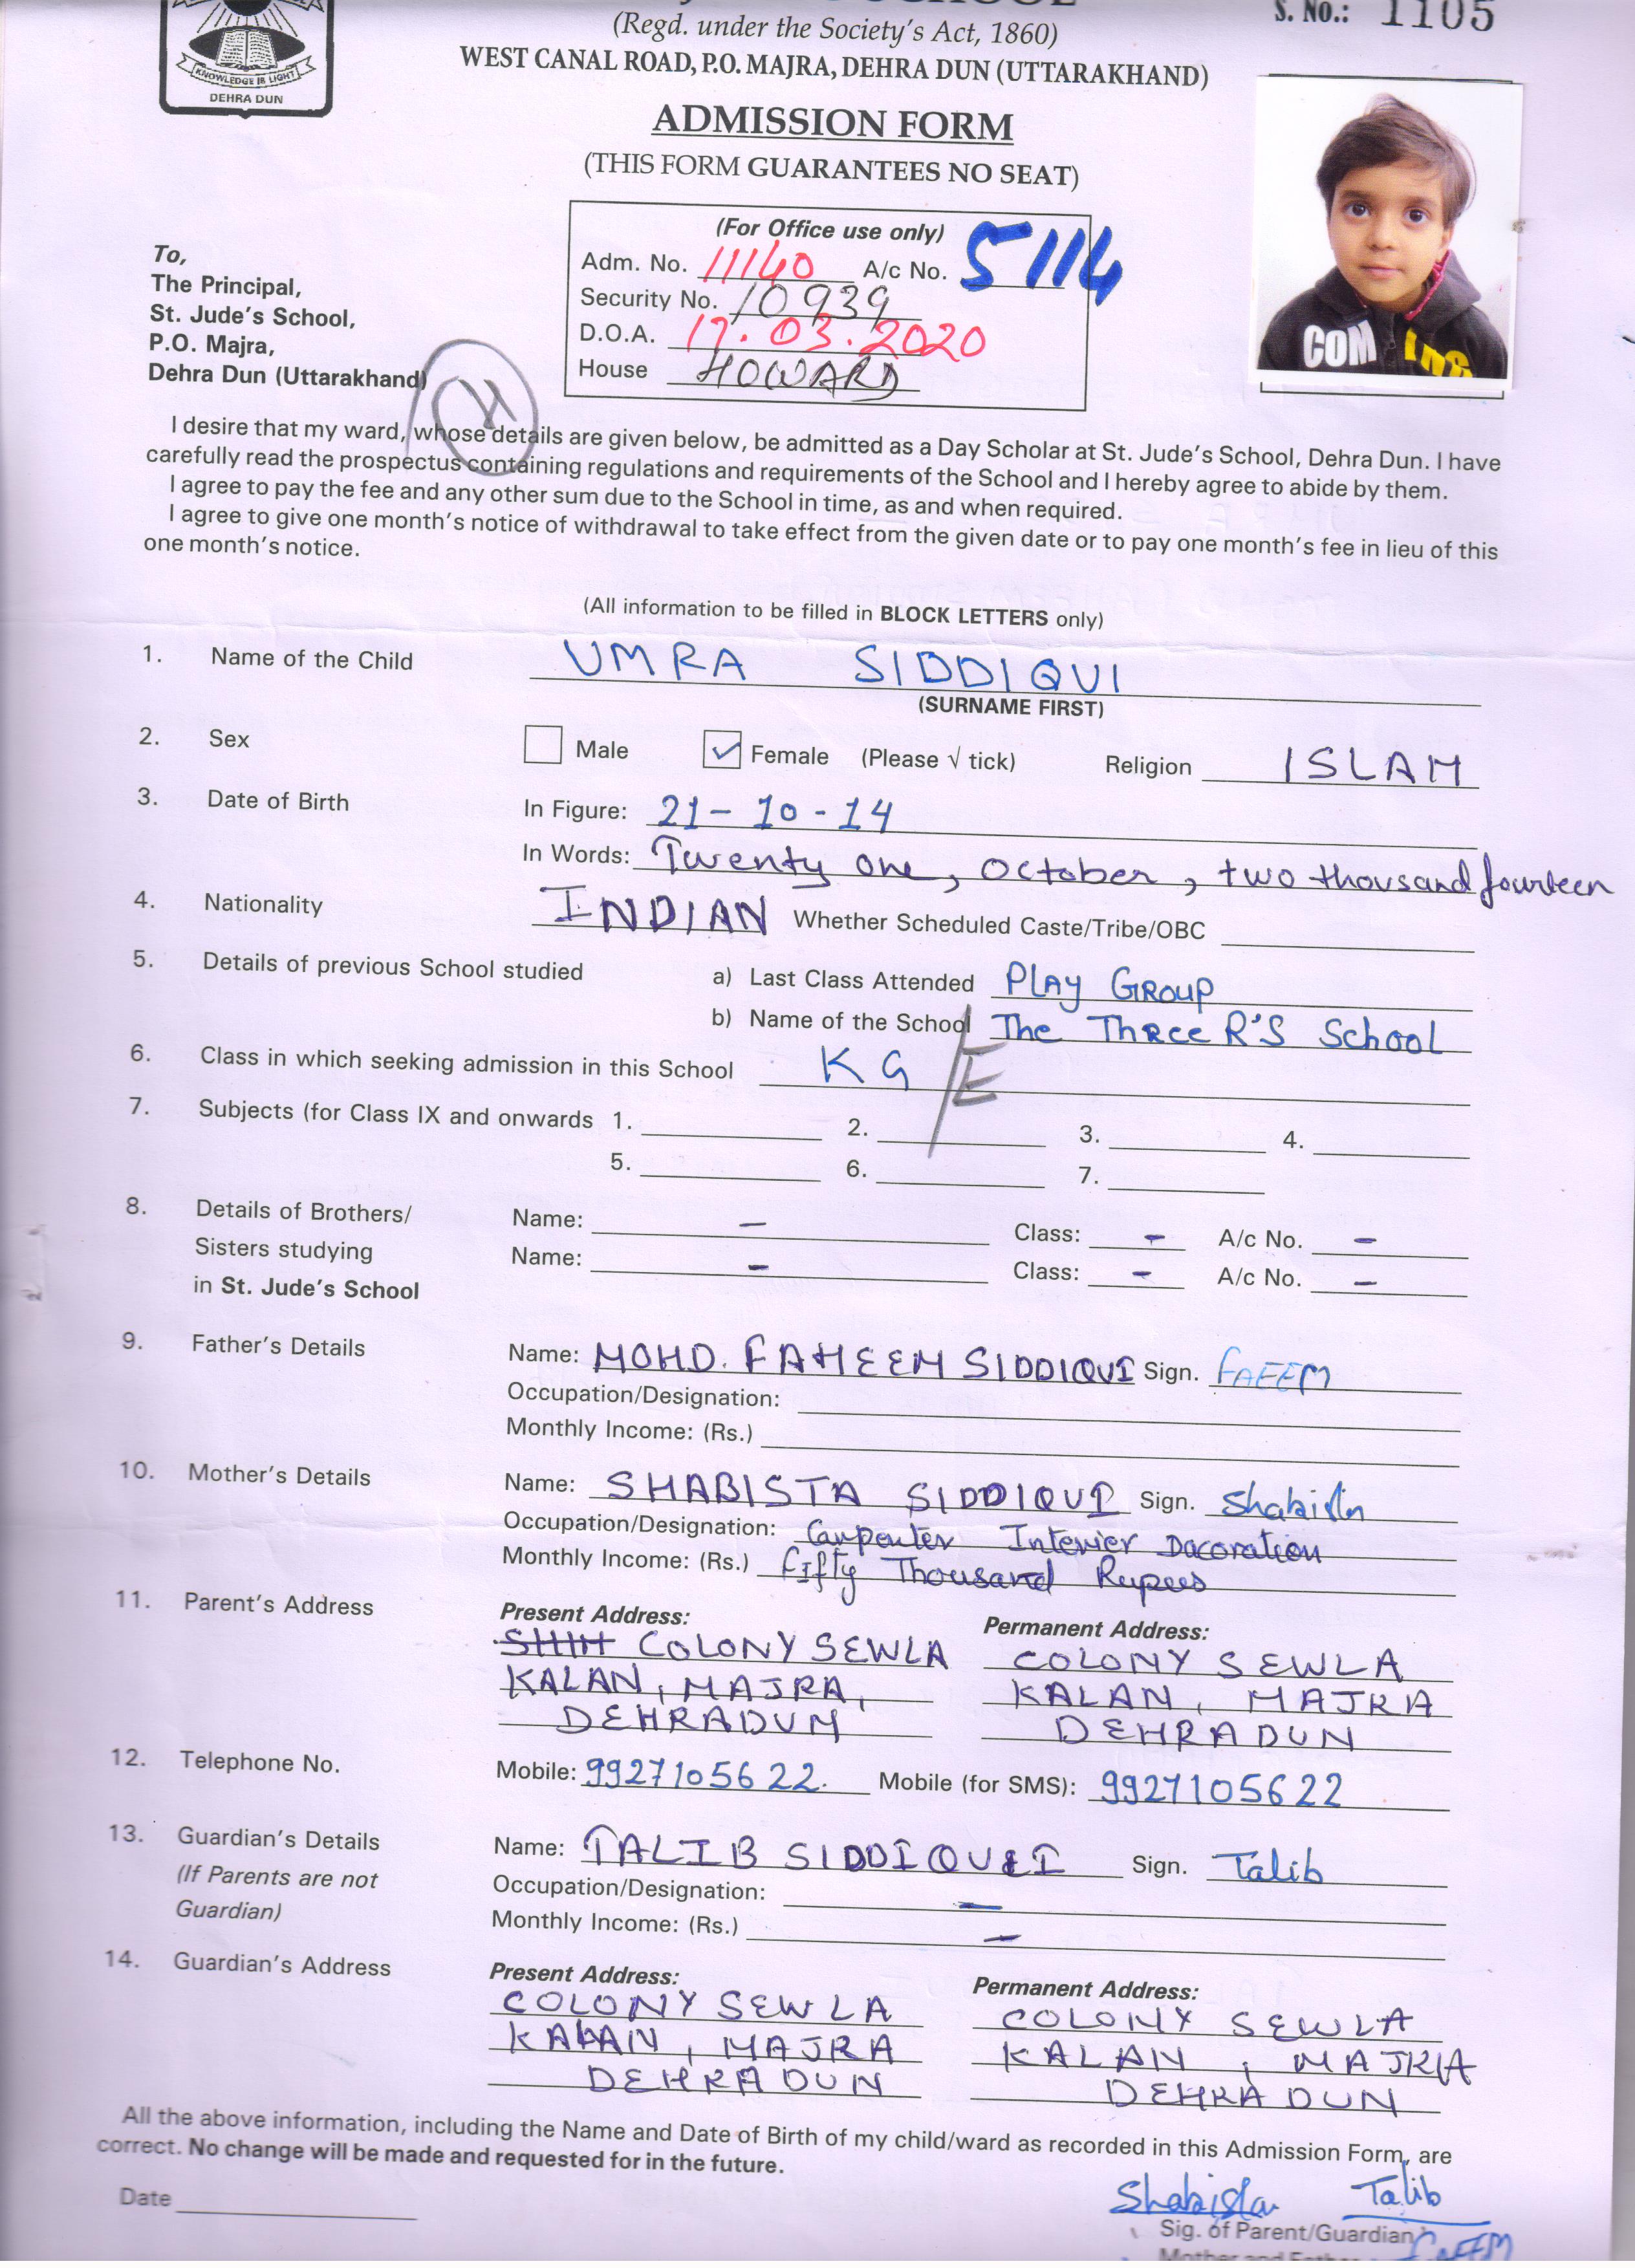 S. No.: 1105
(Regd. under the Society's Act, 1860)
WEST CANAL ROAD, P.O. MAJRA, DEHRA DUN (UTTARAKHAND)
KNOWLEDGE IS LIGHT
DEHRA DUN
ADMISSION FORM
(THIS FORM GUARANTEES NO SEAT)
(For Office use only)
Adm. No. 11140 A/c No. 5114
Security No. 10939
D.O.A. 17.03.2020
House HOWARD
To,
The Principal,
St. Jude's School,
P.O. Majra,
Dehra Dun (Uttarakhand)
H
COM
I desire that my ward, whose details are given below, be admitted as a Day Scholar at St. Jude's School, Dehra Dun. I have
carefully read the prospectus containing regulations and requirements of the School and I hereby agree to abide by them.
I agree to pay the fee and any other sum due to the School in time, as and when required.
I agree to give one month's notice of withdrawal to take effect from the given date or to pay one month's fee in lieu of this
one month's notice.
(All information to be filled in BLOCK LETTERS only)
1. Name of the Child UMRA SIDDIQUI
(SURNAME FIRST)
2. Sex Male ✓ Female (Please √ tick) Religion ISLAM
3. Date of Birth In Figure: 21-10-14
In Words: Twenty one, October, two thousand fourteen
4. Nationality INDIAN Whether Scheduled Caste/Tribe/OBC
5. Details of previous School studied a) Last Class Attended Play Group
b) Name of the School The Three R'S School
6. Class in which seeking admission in this School KG E
7. Subjects (for Class IX and onwards 1. 2. 3. 4.
5. 6. 7.
8. Details of Brothers/ Name: - Class: - A/c No. -
Sisters studying Name: - Class: - A/c No. -
in St. Jude's School
9. Father's Details Name: MOHD. FAHEEM SIDDIQUI Sign. FAEEM
Occupation/Designation:
Monthly Income: (Rs.)
10. Mother's Details Name: SHABISTA SIDDIQUI Sign. Shabista
Occupation/Designation: Carpenter Interier Dacoration
Monthly Income: (Rs.) Fifty Thousand Rupees
11. Parent's Address Present Address: Permanent Address:
COLONY SEWLA COLONY SEWLA
KALAN, MAJRA, KALAN, MAJRA
DEHRADUN DEHRADUN
12. Telephone No. Mobile: 9927105622. Mobile (for SMS): 9927105622
13. Guardian's Details Name: TALIB SIDDIQUEI Sign. Talib
(If Parents are not Occupation/Designation: -
Guardian) Monthly Income: (Rs.) -
14. Guardian's Address Present Address: Permanent Address:
COLONY SEWLA COLONY SEWLA
KALAN, MAJRA KALAN, MAJRA
DEHRADUN DEHRADUN
All the above information, including the Name and Date of Birth of my child/ward as recorded in this Admission Form, are
correct. No change will be made and requested for in the future.
Date
Shabista Talib
Sig. of Parent/Guardian
FAEEM